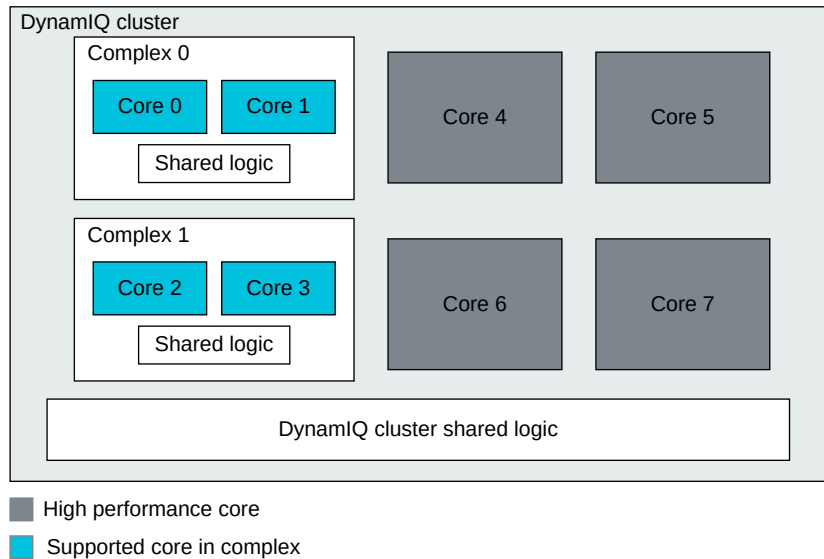 DynamIQ cluster
Complex 0
Core 0
Core 1
Shared logic
Core 4
Core 5
Complex 1
Core 2
Core 3
Shared logic
Core 6
Core 7
DynamIQ cluster shared logic
High performance core
Supported core in complex